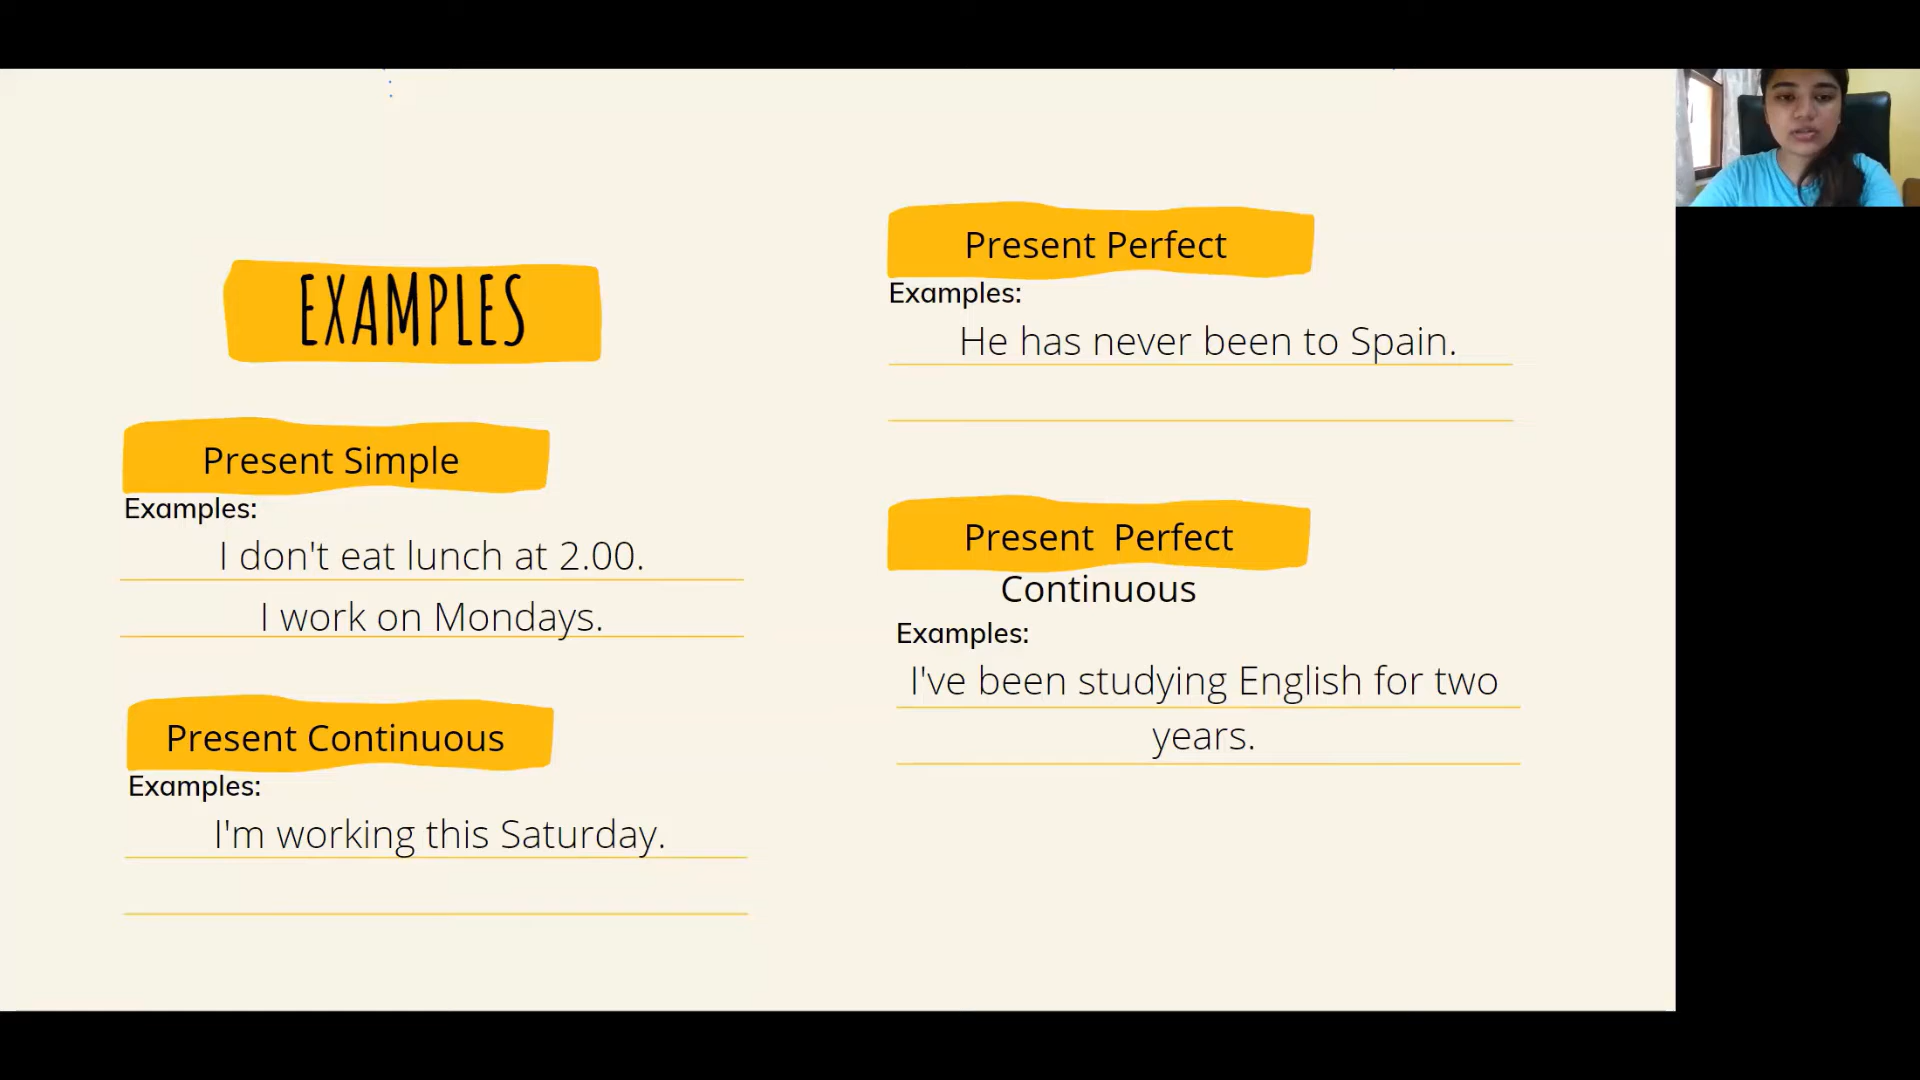 EXAMPLES
Present Simple
Examples:
I don't eat lunch at 2.00.
I work on Mondays.
Present Continuous
Examples:
I'm working this Saturday.
Present Perfect
Examples:
He has never been to Spain.
Present Perfect
Continuous
Examples:
I've been studying English for two
years.